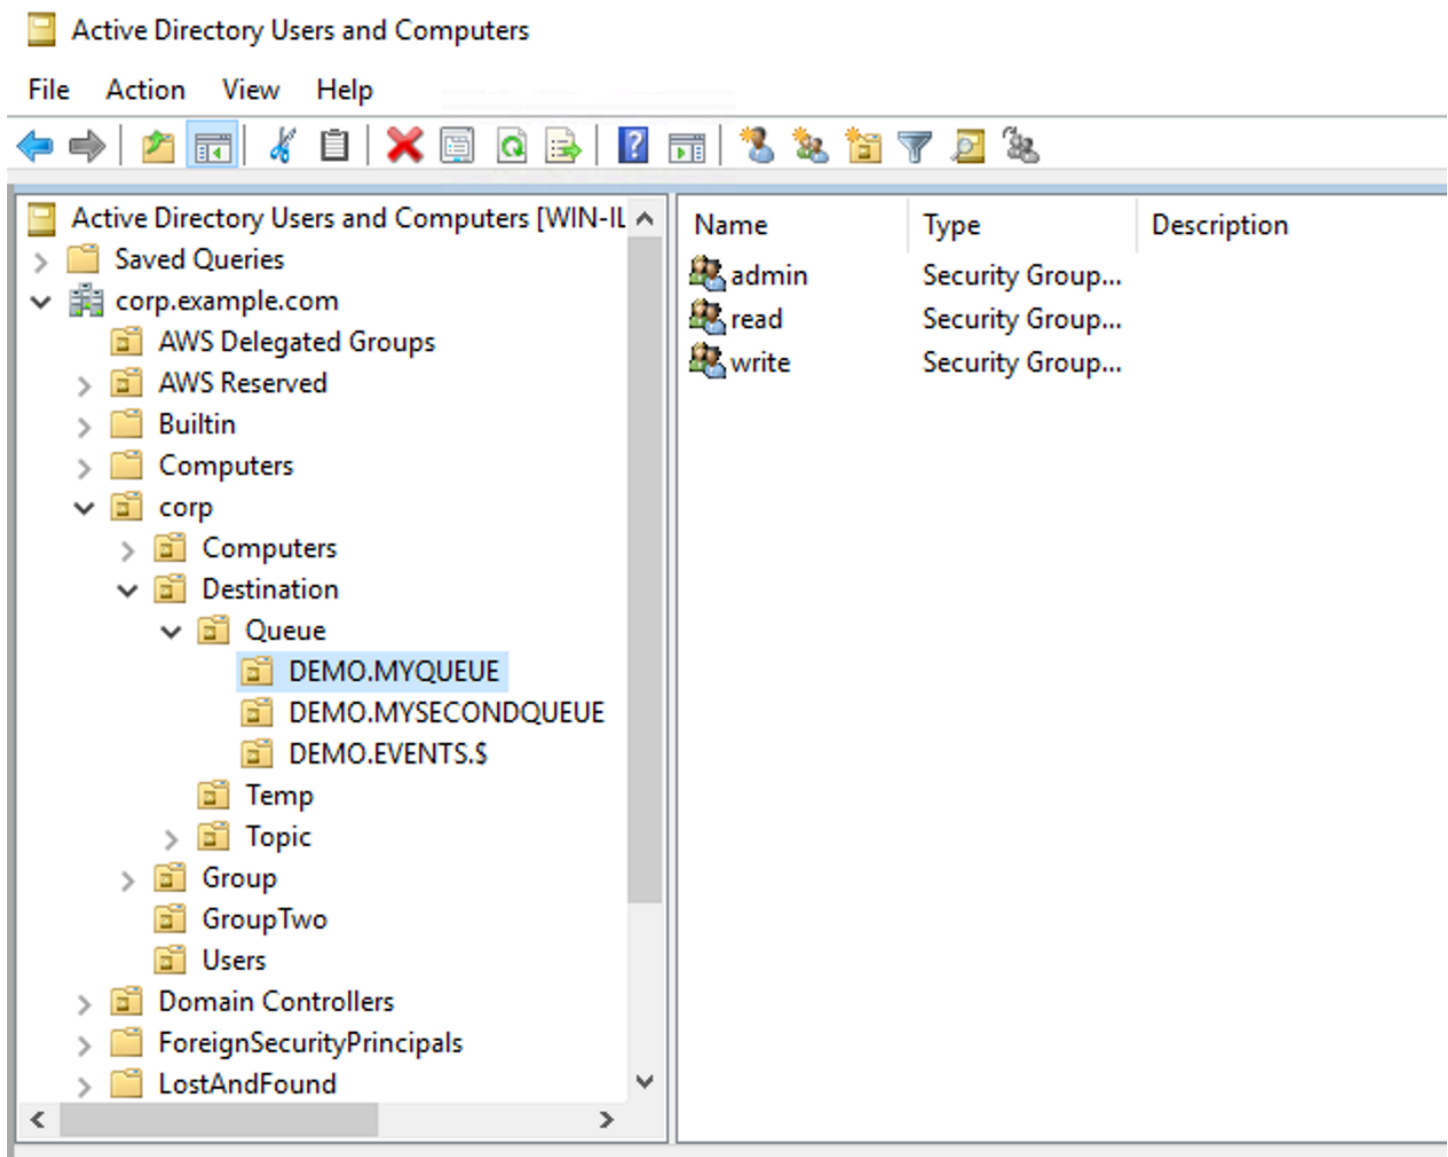 Active Directory Users and Computers
File Action View Help
Active Directory Users and Computers [WIN-IL
Saved Queries
corp.example.com
AWS Delegated Groups
AWS Reserved
Builtin
Computers
corp
Computers
Destination
Queue
DEMO.MYQUEUE
DEMO.MYSECONDQUEUE
DEMO.EVENTS.$
Temp
Topic
Group
GroupTwo
Users
Domain Controllers
ForeignSecurityPrincipals
LostAndFound
Name Type Description
admin Security Group...
read Security Group...
write Security Group...